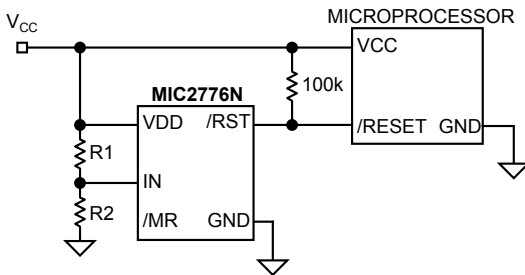 MICROPROCESSOR
VCC
VCC
MIC2776N
100k
VDD
/RST
/RESET
GND
R1
IN
R2
/MR
GND